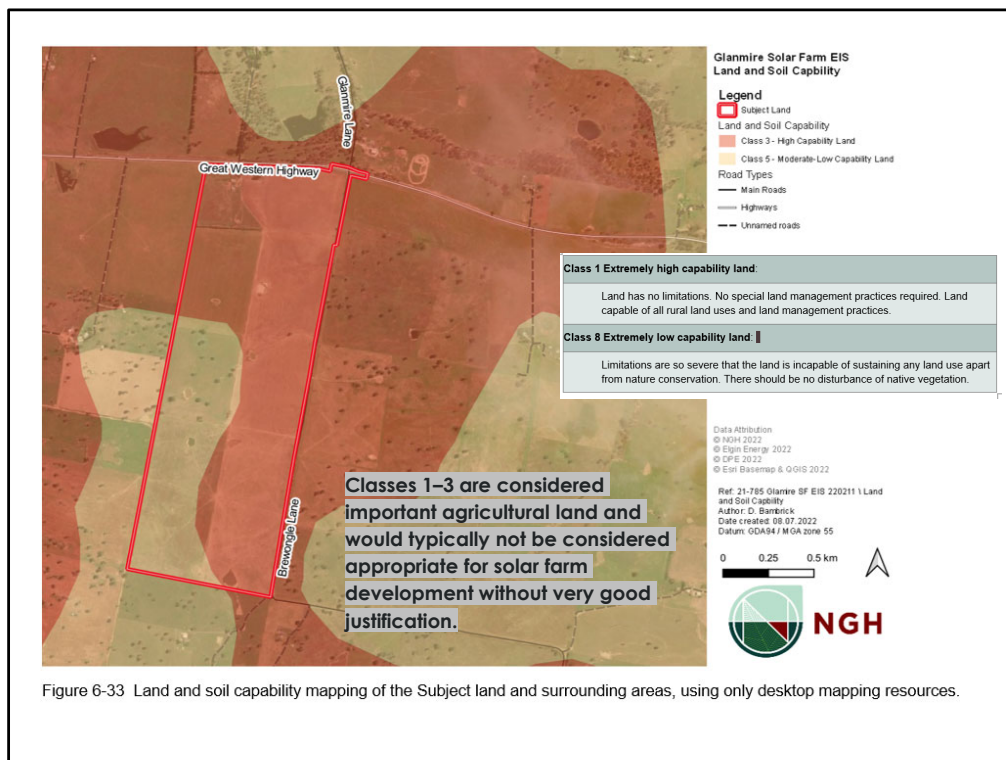 Glanmire Solar Farm EIS
Land and Soil Capbility
Legend
Subject Land
Land and Soil Capability
Class 3 - High Capability Land
Class 5 - Moderate-Low Capability Land
Road Types
Main Roads
Highways
Unnamed roads
Glanmire Lane
Great Western Highway
Brewongle Lane
Class 1 Extremely high capability land:
Land has no limitations. No special land management practices required. Land
capable of all rural land uses and land management practices.
Class 8 Extremely low capability land:
Limitations are so severe that the land is incapable of sustaining any land use apart
from nature conservation. There should be no disturbance of native vegetation.
Classes 1–3 are considered
important agricultural land and
would typically not be considered
appropriate for solar farm
development without very good
justification.
Data Attribution
© NGH 2022
© Elgin Energy 2022
© DPE 2022
© Esri Basemap & QGIS 2022
Ref: 21-785 Glamire SF EIS 220211 \ Land
and Soil Capbility
Author: D. Bambrick
Date created: 08.07.2022
Datum: GDA94 / MGA zone 55
0 0.25 0.5 km
NGH
Figure 6-33 Land and soil capability mapping of the Subject land and surrounding areas, using only desktop mapping resources.